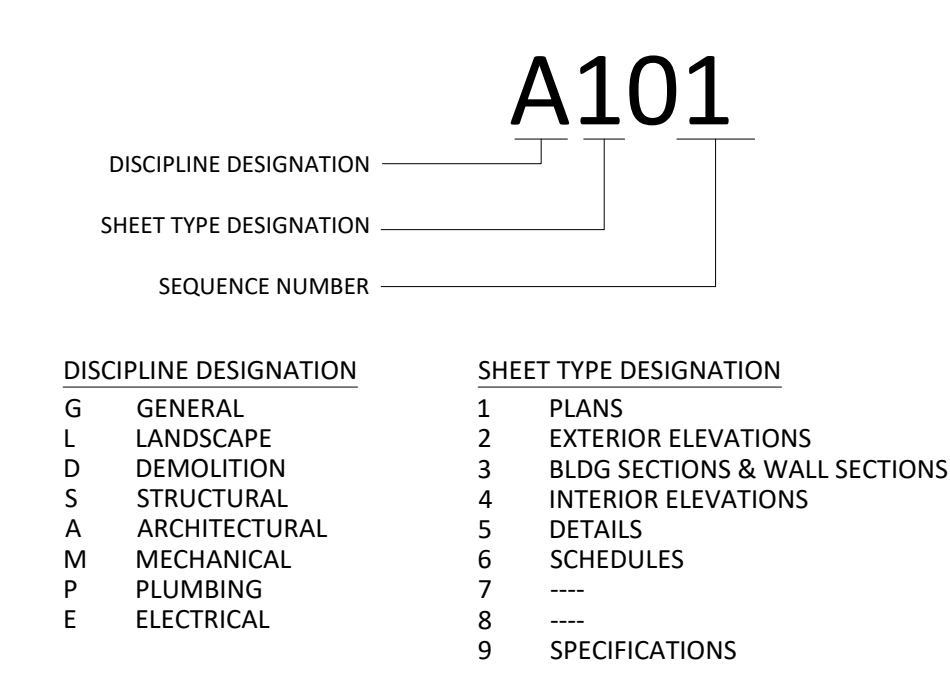 A101
DISCIPLINE DESIGNATION
SHEET TYPE DESIGNATION
SEQUENCE NUMBER
DISCIPLINE DESIGNATION
G GENERAL
L LANDSCAPE
D DEMOLITION
S STRUCTURAL
A ARCHITECTURAL
M MECHANICAL
P PLUMBING
E ELECTRICAL
SHEET TYPE DESIGNATION
1 PLANS
2 EXTERIOR ELEVATIONS
3 BLDG SECTIONS & WALL SECTIONS
4 INTERIOR ELEVATIONS
5 DETAILS
6 SCHEDULES
7 ----
8 ----
9 SPECIFICATIONS